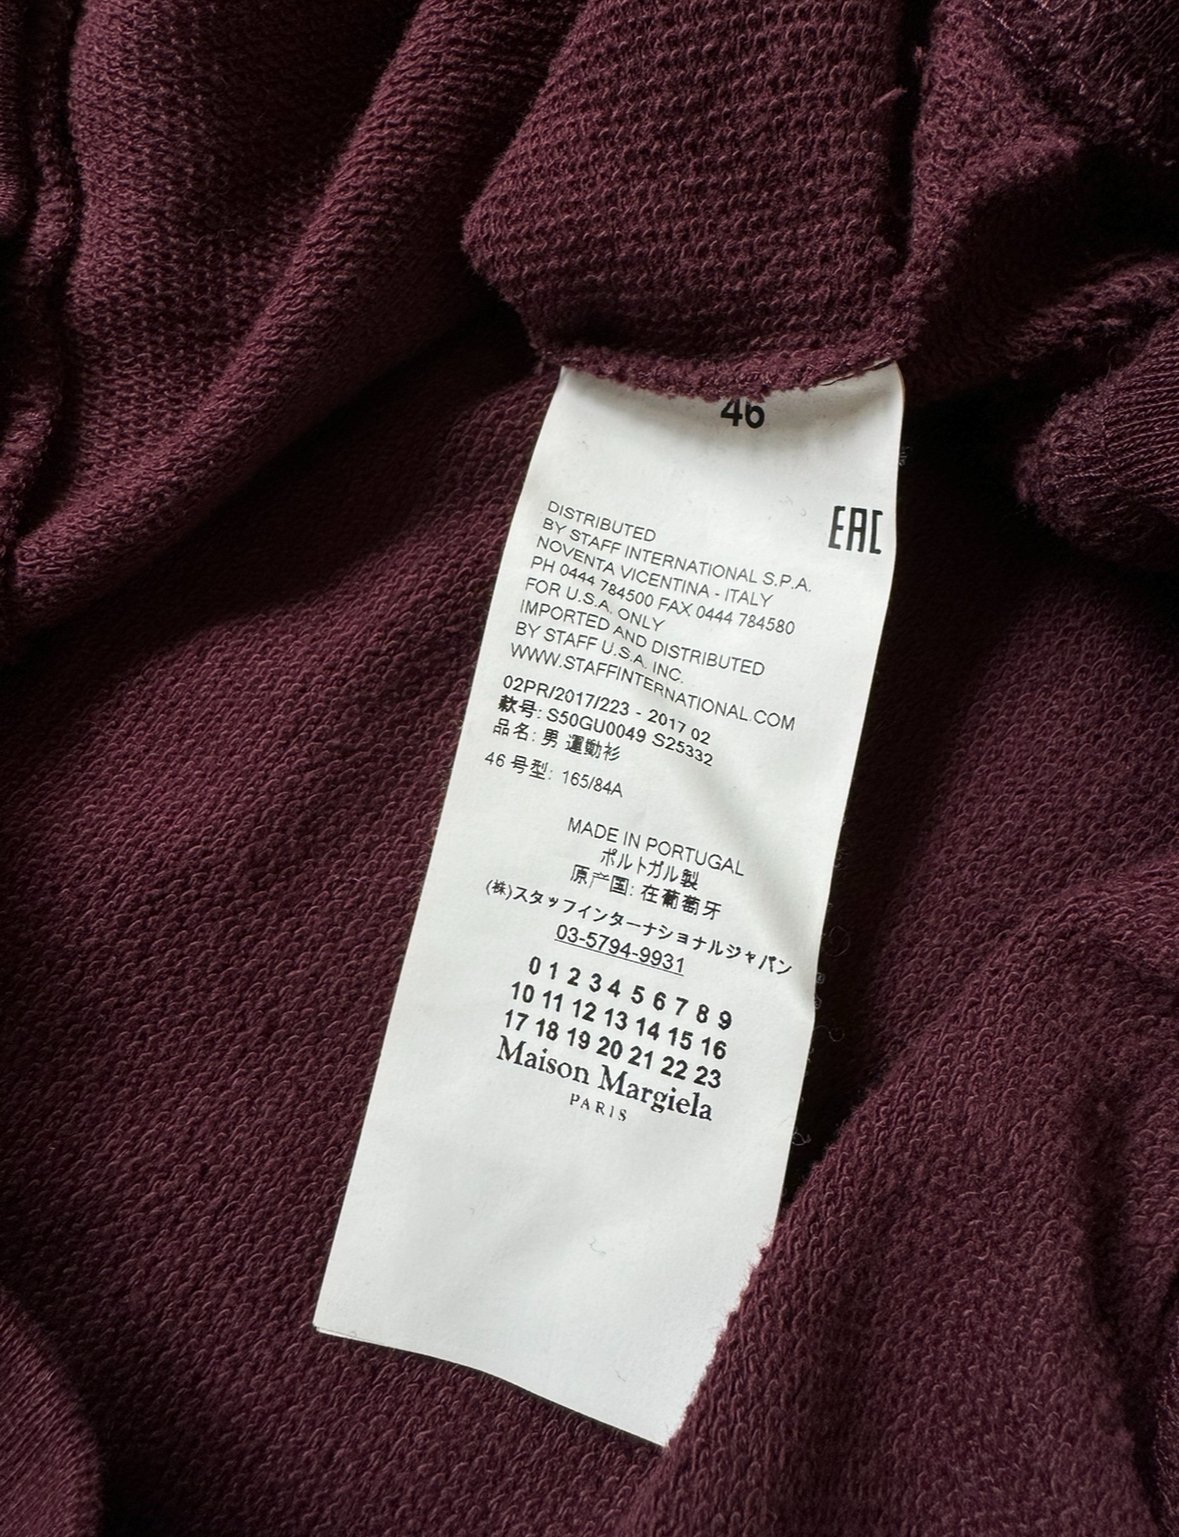 46
EAC
DISTRIBUTED
BY STAFF INTERNATIONAL S.P.A.
NOVENTA VICENTINA - ITALY
PH 0444 784500 FAX 0444 784580
FOR U.S.A. ONLY
IMPORTED AND DISTRIBUTED
BY STAFF U.S.A. INC.
WWW.STAFFINTERNATIONAL.COM
02PR/2017/223 - 2017 02
款号: S50GU0049 S25332
品名: 男 運動衫
46 号型: 165/84A
MADE IN PORTUGAL
ポルトガル製
原产国: 在葡萄牙
(株)スタッフインターナショナルジャパン
03-5794-9931
0 1 2 3 4 5 6 7 8 9
10 11 12 13 14 15 16
17 18 19 20 21 22 23
Maison Margiela
PARIS